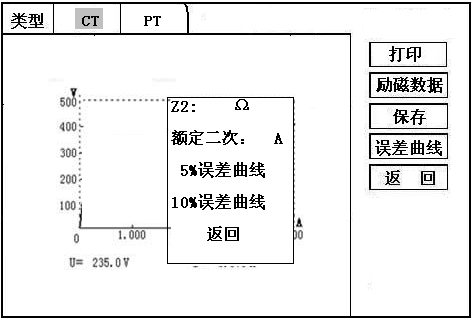 类型 CT PT
打印
励磁数据
保存
误差曲线
返 回
V
500
400
300
200
100
0 1.000 00 A
U= 235.0V
Z2: Ω
额定二次: A
5%误差曲线
10%误差曲线
返回